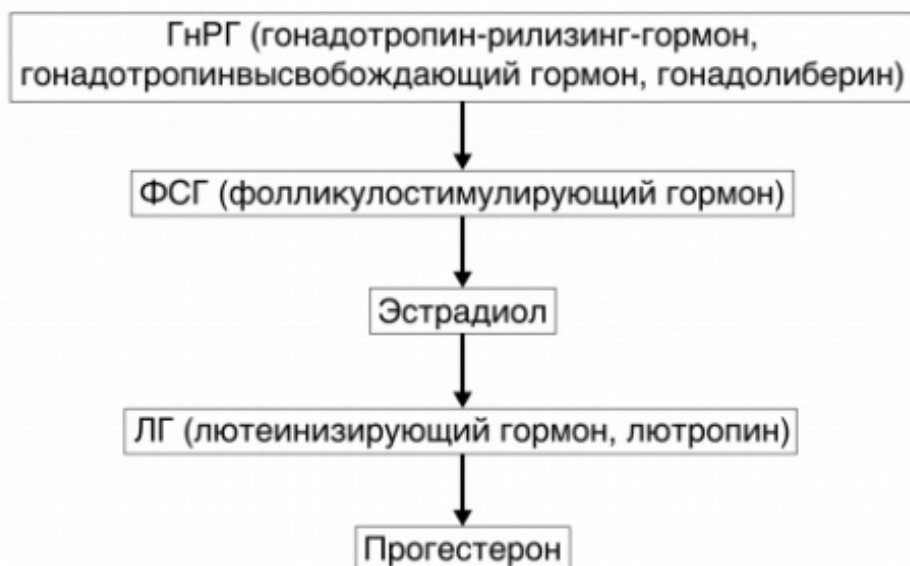 ГнРГ (гонадотропин-рилизинг-гормон,
гонадотропинвысвобождающий гормон, гонадолиберин)
ФСГ (фолликулостимулирующий гормон)
Эстрадиол
ЛГ (лютеинизирующий гормон, лютропин)
Прогестерон